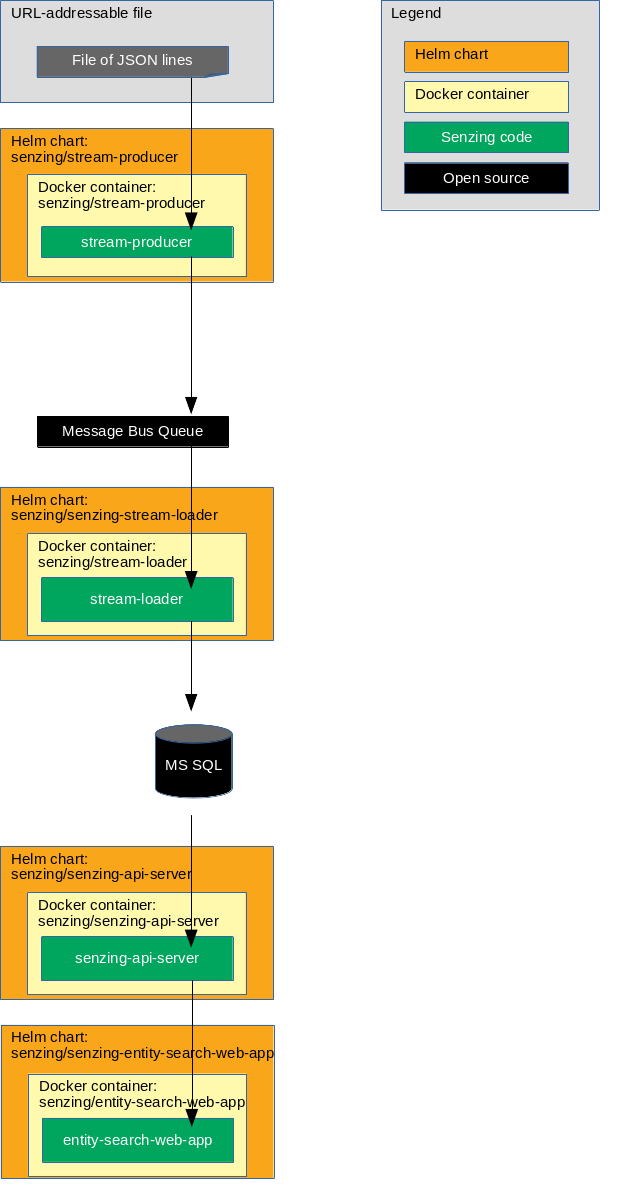 URL-addressable file
File of JSON lines
Helm chart:
senzing/stream-producer
Docker container:
senzing/stream-producer
stream-producer
Message Bus Queue
Helm chart:
senzing/senzing-stream-loader
Docker container:
senzing/stream-loader
stream-loader
MS SQL
Helm chart:
senzing/senzing-api-server
Docker container:
senzing/senzing-api-server
senzing-api-server
Helm chart:
senzing/senzing-entity-search-web-app
Docker container:
senzing/entity-search-web-app
entity-search-web-app
Legend
Helm chart
Docker container
Senzing code
Open source